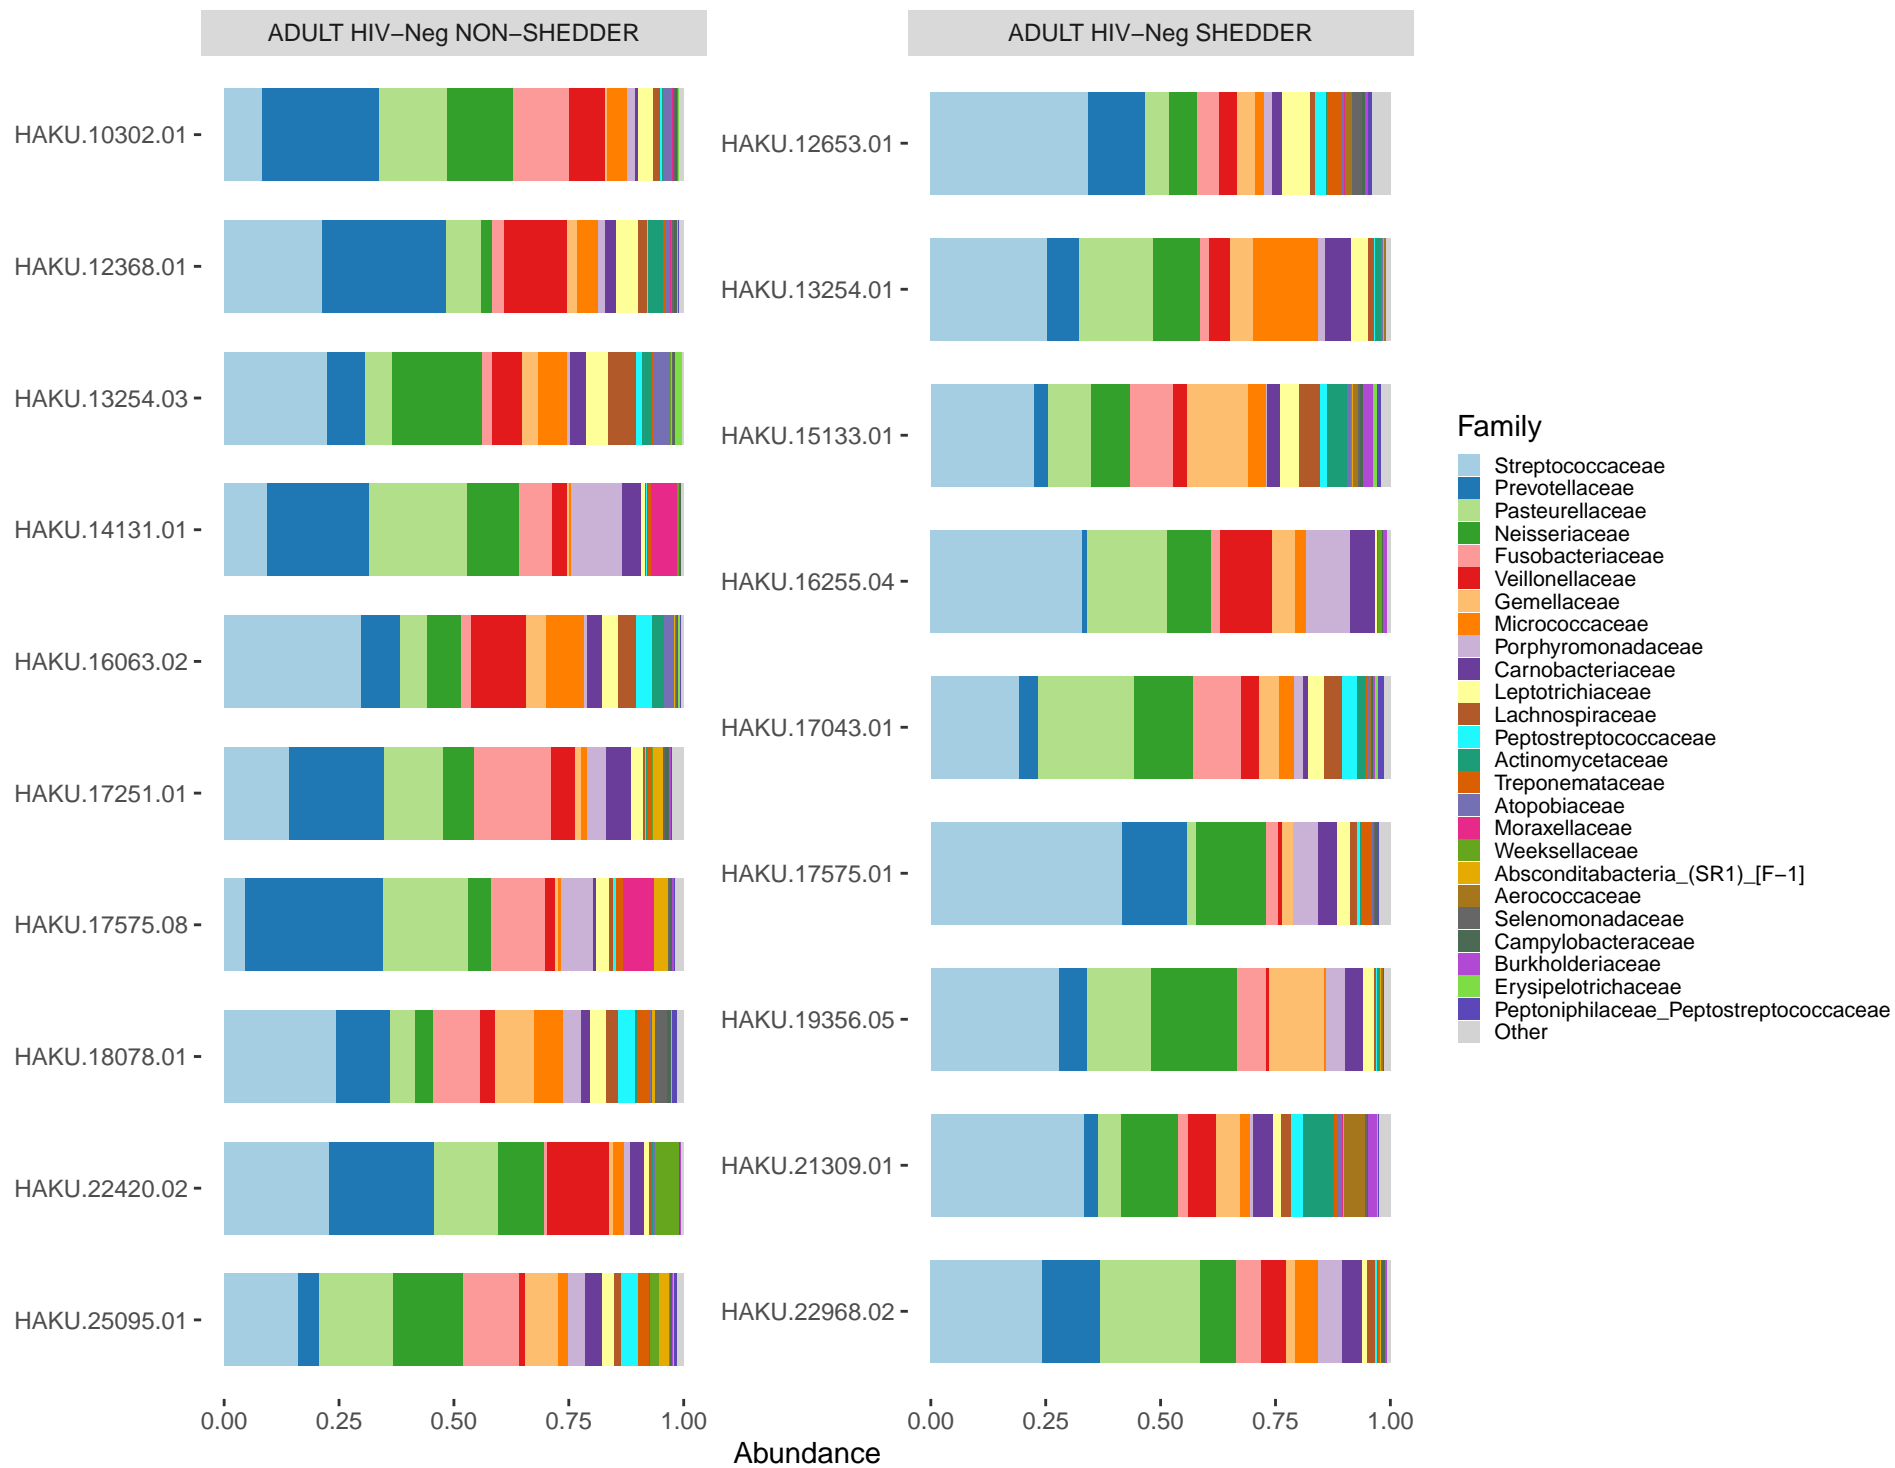 ADULT HIV−Neg NON−SHEDDER
HAKU.10302.01
HAKU.12368.01
HAKU.13254.03
HAKU.14131.01
HAKU.16063.02
HAKU.17251.01
HAKU.17575.08
HAKU.18078.01
HAKU.22420.02
HAKU.25095.01
0.00 0.25 0.50 0.75 1.00
ADULT HIV−Neg SHEDDER
HAKU.12653.01
HAKU.13254.01
HAKU.15133.01
HAKU.16255.04
HAKU.17043.01
HAKU.17575.01
HAKU.19356.05
HAKU.21309.01
HAKU.22968.02
0.00 0.25 0.50 0.75 1.00
Abundance
Family
Streptococcaceae
Prevotellaceae
Pasteurellaceae
Neisseriaceae
Fusobacteriaceae
Veillonellaceae
Gemellaceae
Micrococcaceae
Porphyromonadaceae
Carnobacteriaceae
Leptotrichiaceae
Lachnospiraceae
Peptostreptococcaceae
Actinomycetaceae
Treponemataceae
Atopobiaceae
Moraxellaceae
Weeksellaceae
Absconditabacteria_(SR1)_[F−1]
Aerococcaceae
Selenomonadaceae
Campylobacteraceae
Burkholderiaceae
Erysipelotrichaceae
Peptoniphilaceae_Peptostreptococcaceae
Other